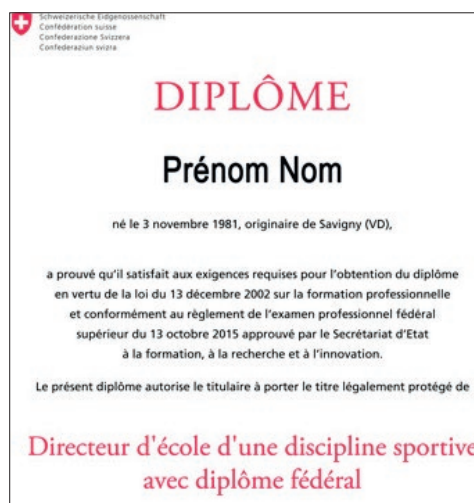 Schweizerische Eidgenossenschaft
Confédération suisse
Confederazione Svizzera
Confederaziun svizra
DIPLÔME
Prénom Nom
né le 3 novembre 1981, originaire de Savigny (VD),
a prouvé qu'il satisfait aux exigences requises pour l'obtention du diplôme
en vertu de la loi du 13 décembre 2002 sur la formation professionnelle
et conformément au règlement de l'examen professionnel fédéral
supérieur du 13 octobre 2015 approuvé par le Secrétariat d'Etat
à la formation, à la recherche et à l'innovation.
Le présent diplôme autorise le titulaire à porter le titre légalement protégé de
Directeur d'école d'une discipline sportive
avec diplôme fédéral